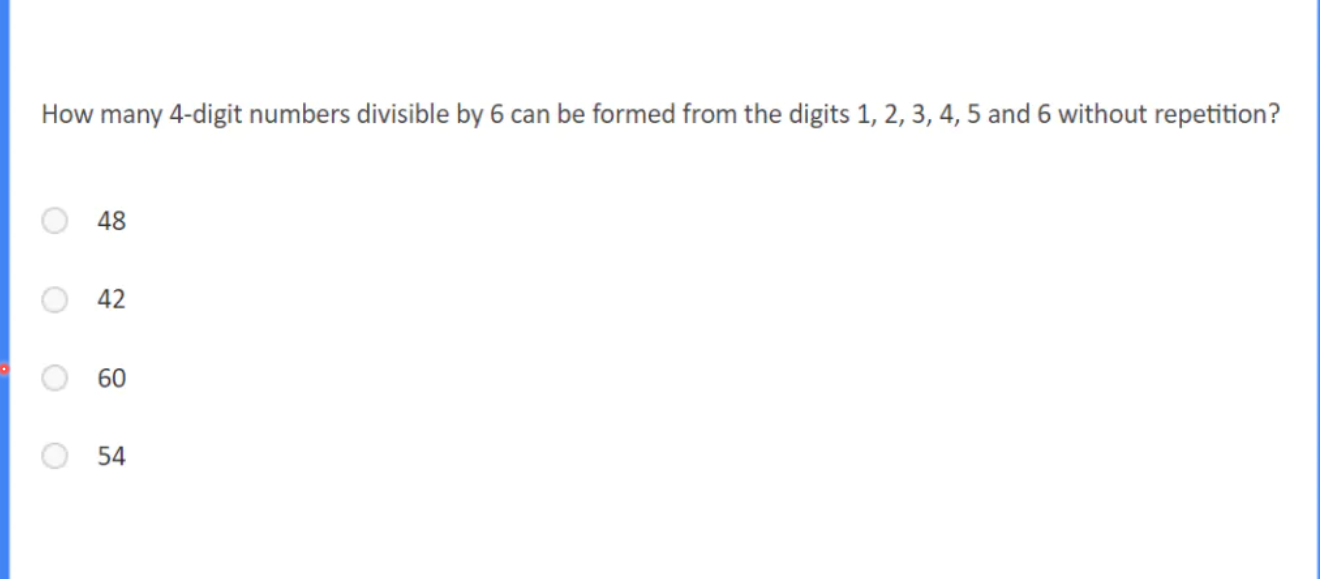 How many 4-digit numbers divisible by 6 can be formed from the digits 1, 2, 3, 4, 5 and 6 without repetition?
48
42
60
54